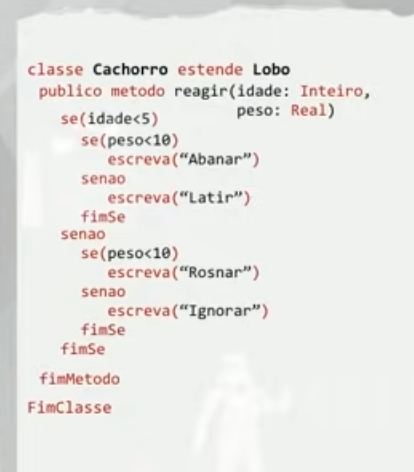 classe Cachorro estende Lobo
publico metodo reagir(idade: Inteiro,
peso: Real)
se(idade<5)
se(peso<10)
escreva(“Abanar”)
senao
escreva(“Latir”)
fimSe
senao
se(peso<10)
escreva(“Rosnar”)
senao
escreva(“Ignorar”)
fimSe
fimSe
fimMetodo
FimClasse